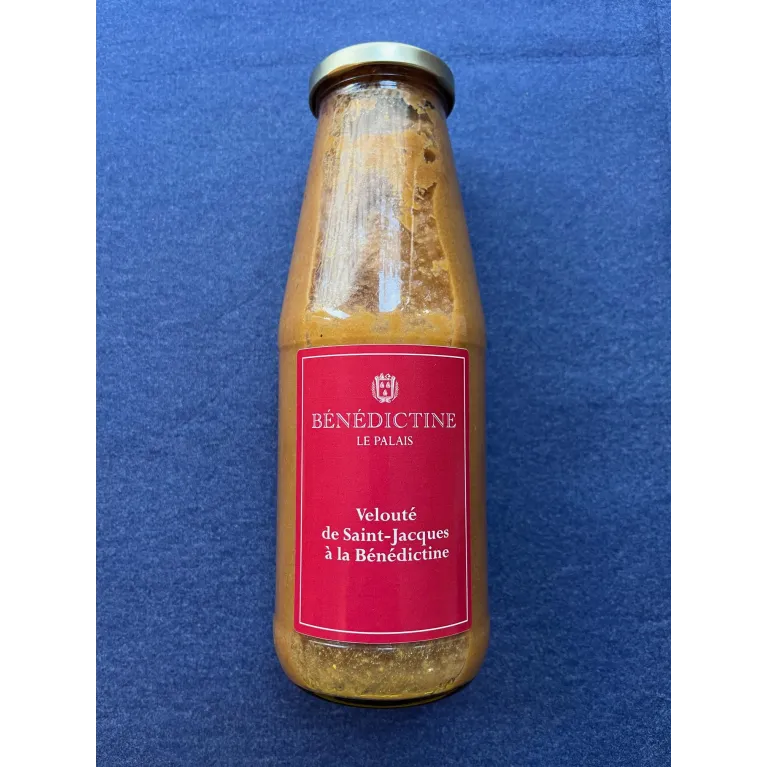 BÉNÉDICTINE
LE PALAIS
Velouté
de Saint-Jacques
à la Bénédictine